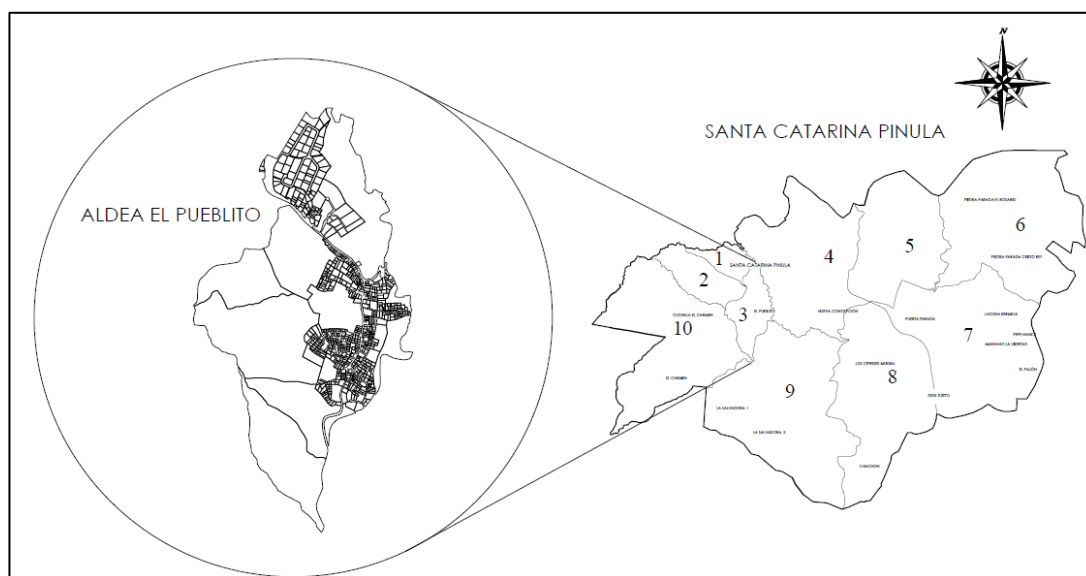 N
SANTA CATARINA PINULA
ALDEA EL PUEBLITO
PIEDRA PARADA EL ROSARIO
6
5
1
4
PIEDRA PARADA CRISTO REY
SANTA CATARINA PINULA
2
CUCHILLA EL CARMEN
3
EL PUEBLITO
NUEVA CONCEPCIÓN
PUERTA PARADA
LAGUNA BERMEJA
10
7
MANZANO LA LIBERTAD
LOS CIPRESES
EL PAJÓN
EL CARMEN
8
9
DON JUSTO
LA SALVADORA I
LA SALVADORA II